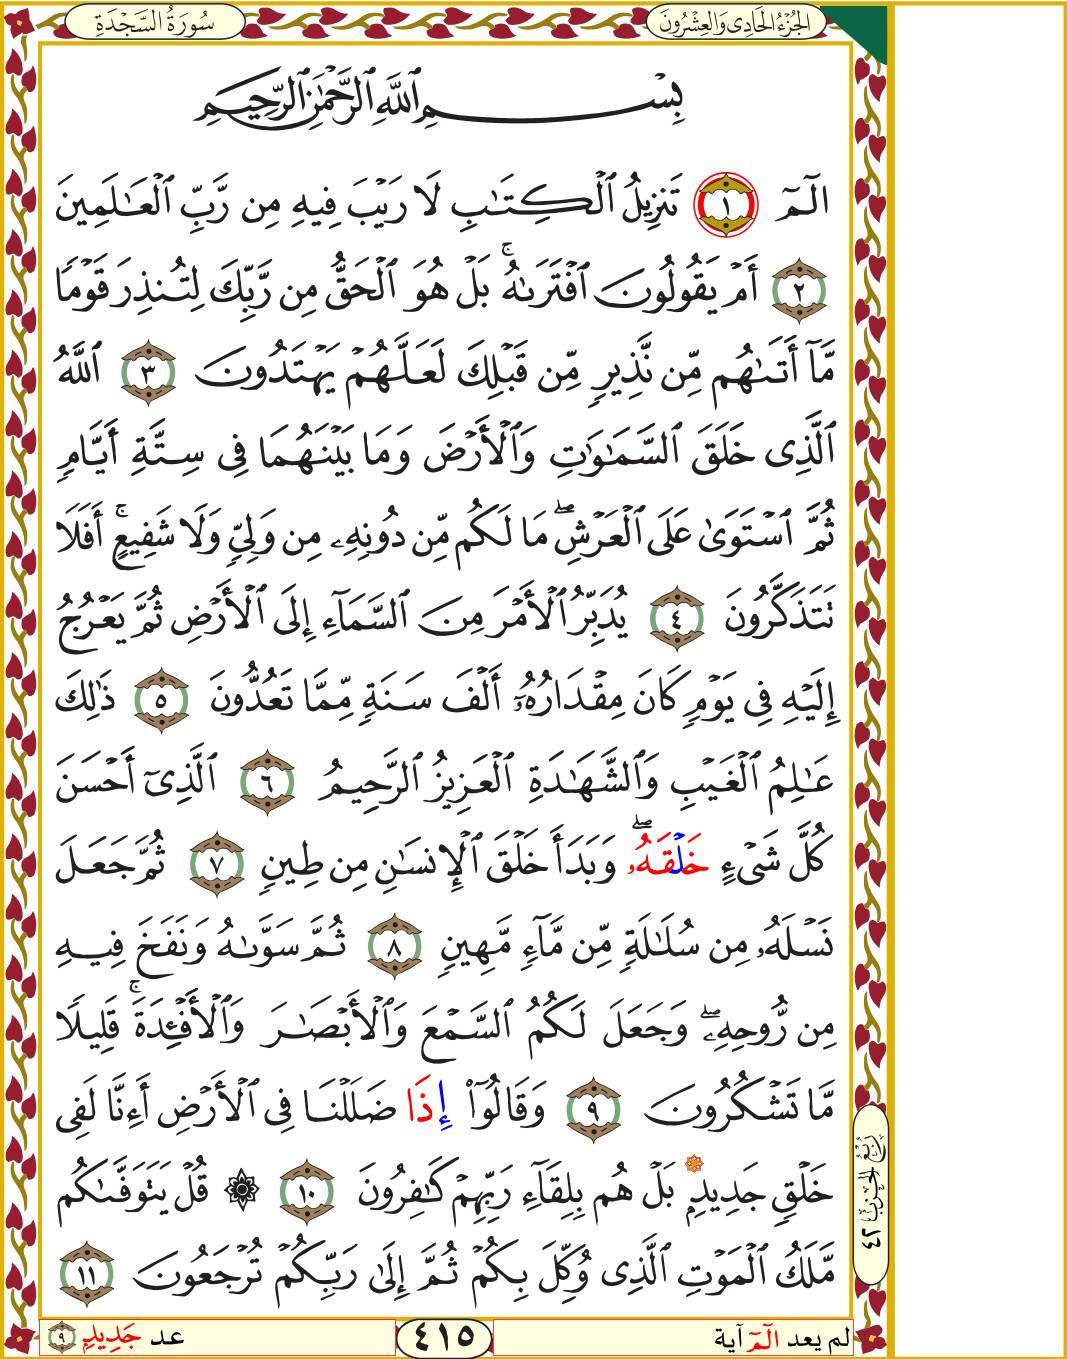 سُورَةُ السَّجْدَةِ
الجُزْءُ الحَادِي وَالعِشْرُونَ
بِسْمِ ٱللَّهِ ٱلرَّحْمَٰنِ ٱلرَّحِيمِ
الٓمٓ ١ تَنزِيلُ ٱلْكِتَٰبِ لَا رَيْبَ فِيهِ مِن رَّبِّ ٱلْعَٰلَمِينَ
٢ أَمْ يَقُولُونَ ٱفْتَرَىٰهُۚ بَلْ هُوَ ٱلْحَقُّ مِن رَّبِّكَ لِتُنذِرَ قَوْمًا
مَّآ أَتَىٰهُم مِّن نَّذِيرٍ مِّن قَبْلِكَ لَعَلَّهُمْ يَهْتَدُونَ ٣ ٱللَّهُ
ٱلَّذِى خَلَقَ ٱلسَّمَٰوَٰتِ وَٱلْأَرْضَ وَمَا بَيْنَهُمَا فِى سِتَّةِ أَيَّامٍ
ثُمَّ ٱسْتَوَىٰ عَلَى ٱلْعَرْشِۖ مَا لَكُم مِّن دُونِهِۦ مِن وَلِىٍّ وَلَا شَفِيعٍۚ أَفَلَا
تَتَذَكَّرُونَ ٤ يُدَبِّرُ ٱلْأَمْرَ مِنَ ٱلسَّمَآءِ إِلَى ٱلْأَرْضِ ثُمَّ يَعْرُجُ
إِلَيْهِ فِى يَوْمٍ كَانَ مِقْدَارُهُۥٓ أَلْفَ سَنَةٍ مِّمَّا تَعُدُّونَ ٥ ذَٰلِكَ
عَٰلِمُ ٱلْغَيْبِ وَٱلشَّهَٰدَةِ ٱلْعَزِيزُ ٱلرَّحِيمُ ٦ ٱلَّذِىٓ أَحْسَنَ
كُلَّ شَىْءٍ خَلْقَهُۥۖ وَبَدَأَ خَلْقَ ٱلْإِنسَٰنِ مِن طِينٍ ٧ ثُمَّ جَعَلَ
نَسْلَهُۥ مِن سُلَٰلَةٍ مِّن مَّآءٍ مَّهِينٍ ٨ ثُمَّ سَوَّىٰهُ وَنَفَخَ فِيهِ
مِن رُّوحِهِۦۖ وَجَعَلَ لَكُمُ ٱلسَّمْعَ وَٱلْأَبْصَٰرَ وَٱلْأَفْـِٔدَةَۚ قَلِيلًا
مَّا تَشْكُرُونَ ٩ وَقَالُوٓا۟ إِذَا ضَلَلْنَا فِى ٱلْأَرْضِ أَءِنَّا لَفِى
خَلْقٍ جَدِيدٍ بَلْ هُم بِلِقَآءِ رَبِّهِمْ كَٰفِرُونَ ١٠ ۞ قُلْ يَتَوَفَّىٰكُم
مَّلَكُ ٱلْمَوْتِ ٱلَّذِى وُكِّلَ بِكُمْ ثُمَّ إِلَىٰ رَبِّكُمْ تُرْجَعُونَ ١١
رُبْعُ الحِزْبِ ٤٢
لم يعد الٓمٓ آية
٤١٥
عد جَدِيدٍ ٩